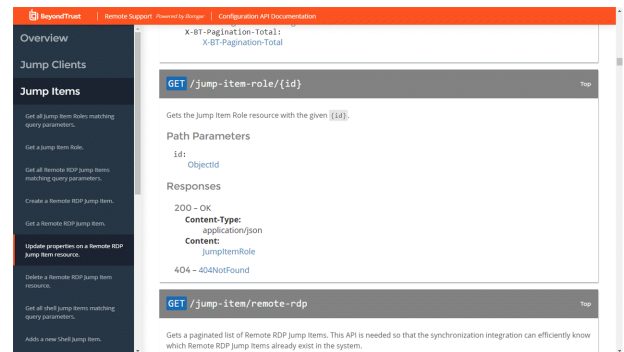 BeyondTrust
Remote Support Powered by Bomgar
Configuration API Documentation
Overview
Jump Clients
Jump Items
Get all Jump Item Roles matching
query parameters.
Get a Jump Item Role.
Get all Remote RDP Jump Items
matching query parameters.
Create a Remote RDP Jump Item.
Get a Remote RDP Jump Item.
Update properties on a Remote RDP
Jump Item resource.
Delete a Remote RDP Jump Item
resource.
Get all shell jump items matching
query parameters.
Adds a new Shell Jump Item.
X-BT-Pagination-Total:
X-BT-Pagination-Total
GET /jump-item-role/{id}
Top
Gets the Jump Item Role resource with the given {id}.
Path Parameters
id:
ObjectId
Responses
200 – OK
Content-Type:
application/json
Content:
JumpItemRole
404 – 404NotFound
GET /jump-item/remote-rdp
Top
Gets a paginated list of Remote RDP Jump Items. This API is needed so that the synchronization integration can efficiently know
which Remote RDP Jump Items already exist in the system.